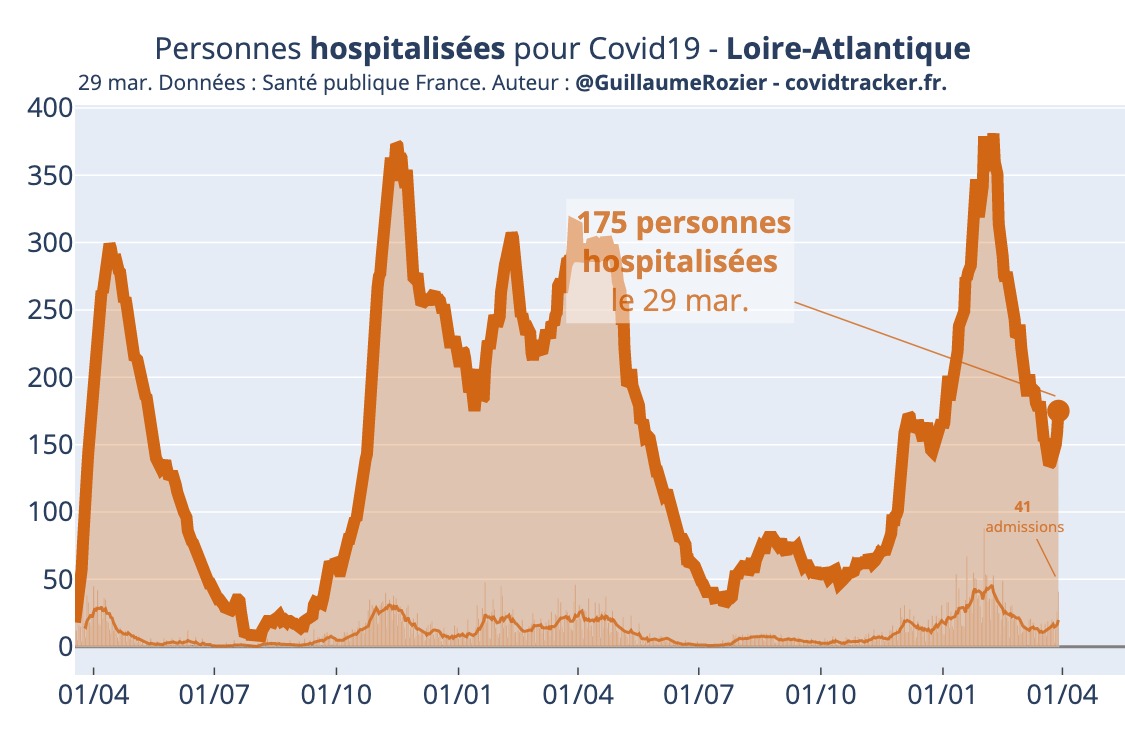 Personnes hospitalisées pour Covid19 - Loire-Atlantique
29 mar. Données : Santé publique France. Auteur : @GuillaumeRozier - covidtracker.fr.
400
350
300
250
200
150
100
50
0
175 personnes
hospitalisées
le 29 mar.
41
admissions
01/04 01/07 01/10 01/01 01/04 01/07 01/10 01/01 01/04